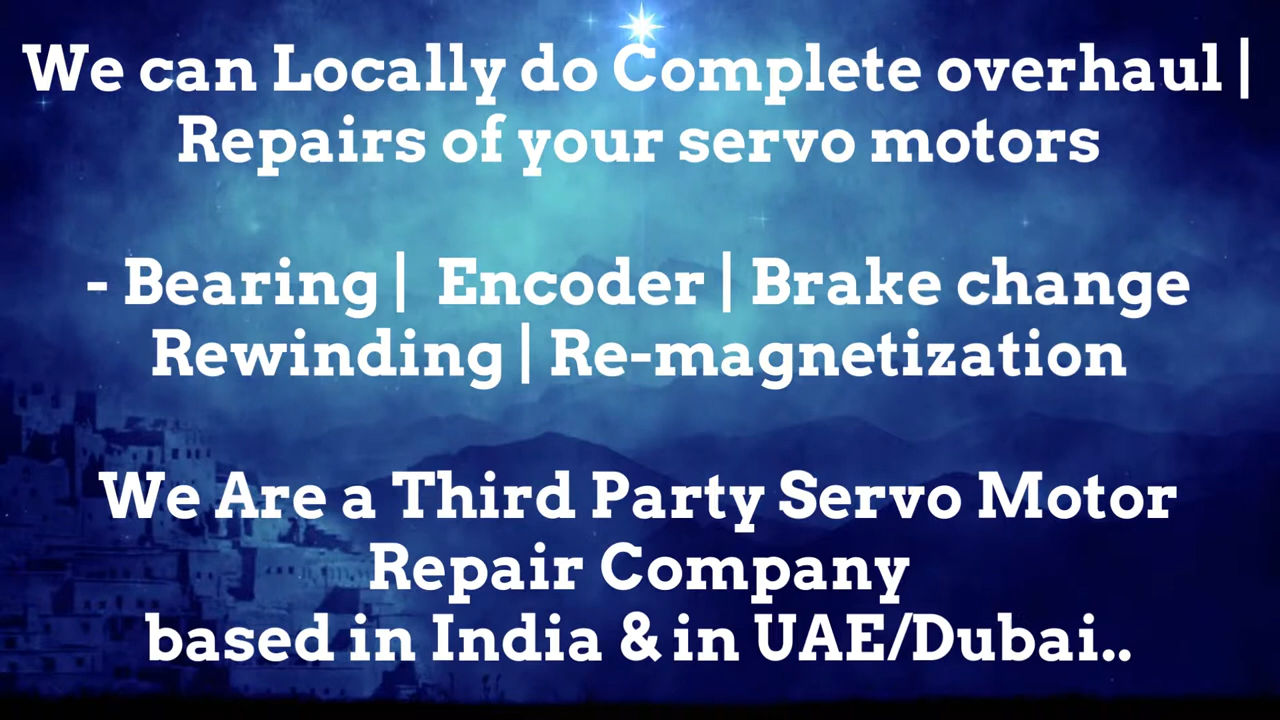 We can Locally do Complete overhaul |
Repairs of your servo motors
- Bearing |  Encoder | Brake change
Rewinding | Re-magnetization
We Are a Third Party Servo Motor
Repair Company
based in India & in UAE/Dubai..